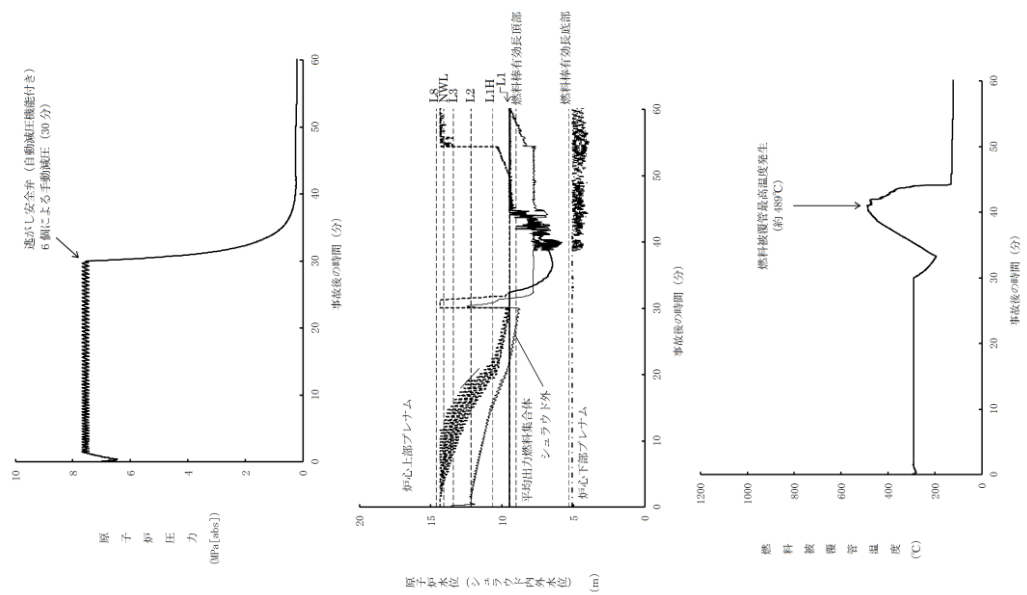 逃がし安全弁（自動減圧機能付き）
6 個による手動減圧（30 分）
10
8
6
4
2
0
原子炉圧力
(MPa[abs])
0
10
20
30
40
50
60
事故後の時間（分）
炉心上部プレナム
L8
NWL
L3
L2
L1H
L1
燃料棒有効長頂部
燃料棒有効長底部
平均出力燃料集合体
シュラウド外
炉心下部プレナム
20
15
10
5
0
原子炉水位（シュラウド内外水位）
(m)
0
10
20
30
40
50
60
事故後の時間（分）
燃料被覆管最高温度発生
（約 489℃）
1200
1000
800
600
400
200
0
燃料被覆管温度
(℃)
0
10
20
30
40
50
60
事故後の時間（分）